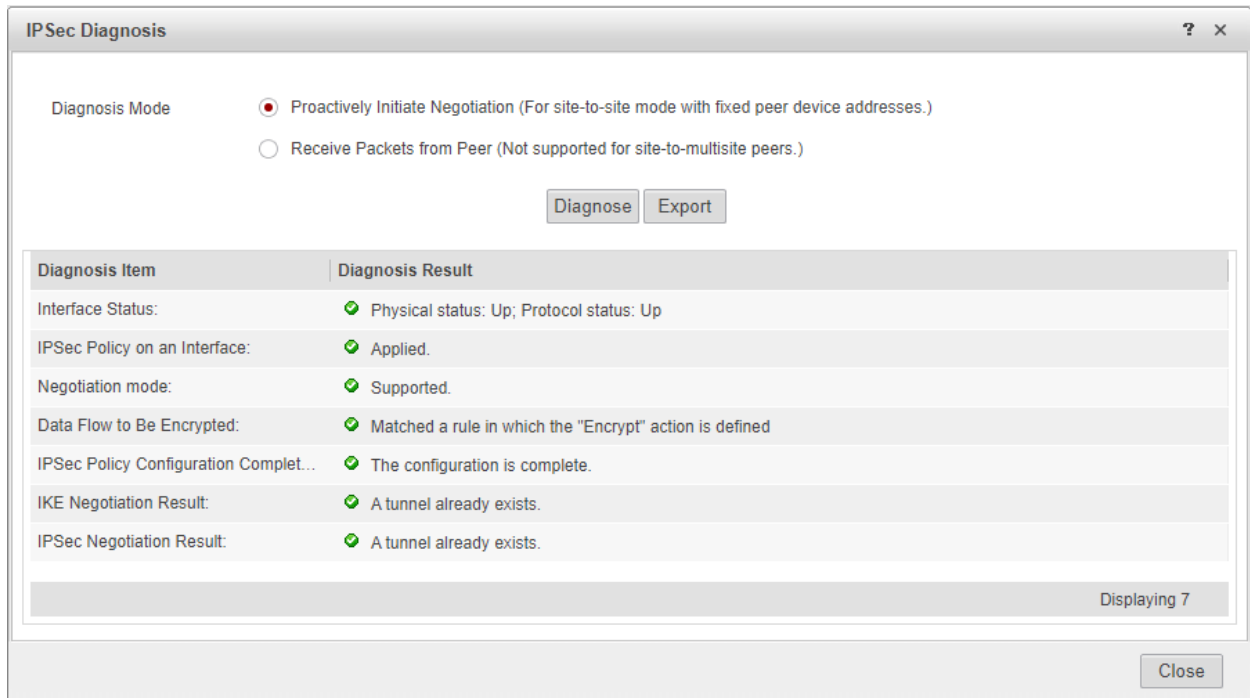 IPSec Diagnosis ? ×
Diagnosis Mode
Proactively Initiate Negotiation (For site-to-site mode with fixed peer device addresses.)
Receive Packets from Peer (Not supported for site-to-multisite peers.)
Diagnose Export
Diagnosis Item Diagnosis Result
Interface Status: Physical status: Up; Protocol status: Up
IPSec Policy on an Interface: Applied.
Negotiation mode: Supported.
Data Flow to Be Encrypted: Matched a rule in which the "Encrypt" action is defined
IPSec Policy Configuration Complet... The configuration is complete.
IKE Negotiation Result: A tunnel already exists.
IPSec Negotiation Result: A tunnel already exists.
Displaying 7
Close